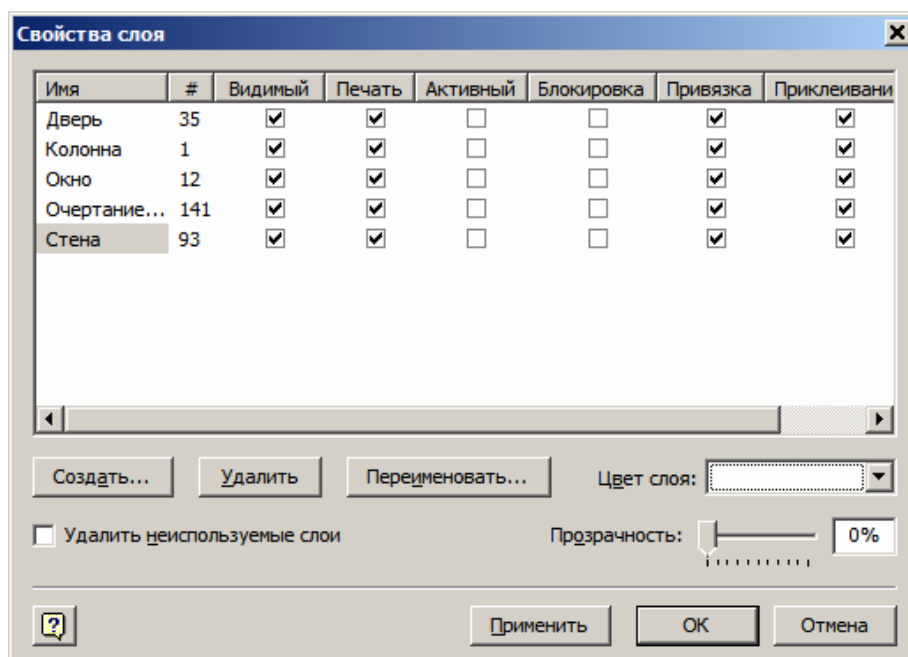 Свойства слоя
Имя # Видимый Печать Активный Блокировка Привязка Приклеивани
Дверь 35
Колонна 1
Окно 12
Очертание... 141
Стена 93
Создать... Удалить Переименовать... Цвет слоя:
Удалить неиспользуемые слои Прозрачность: 0%
Применить ОК Отмена